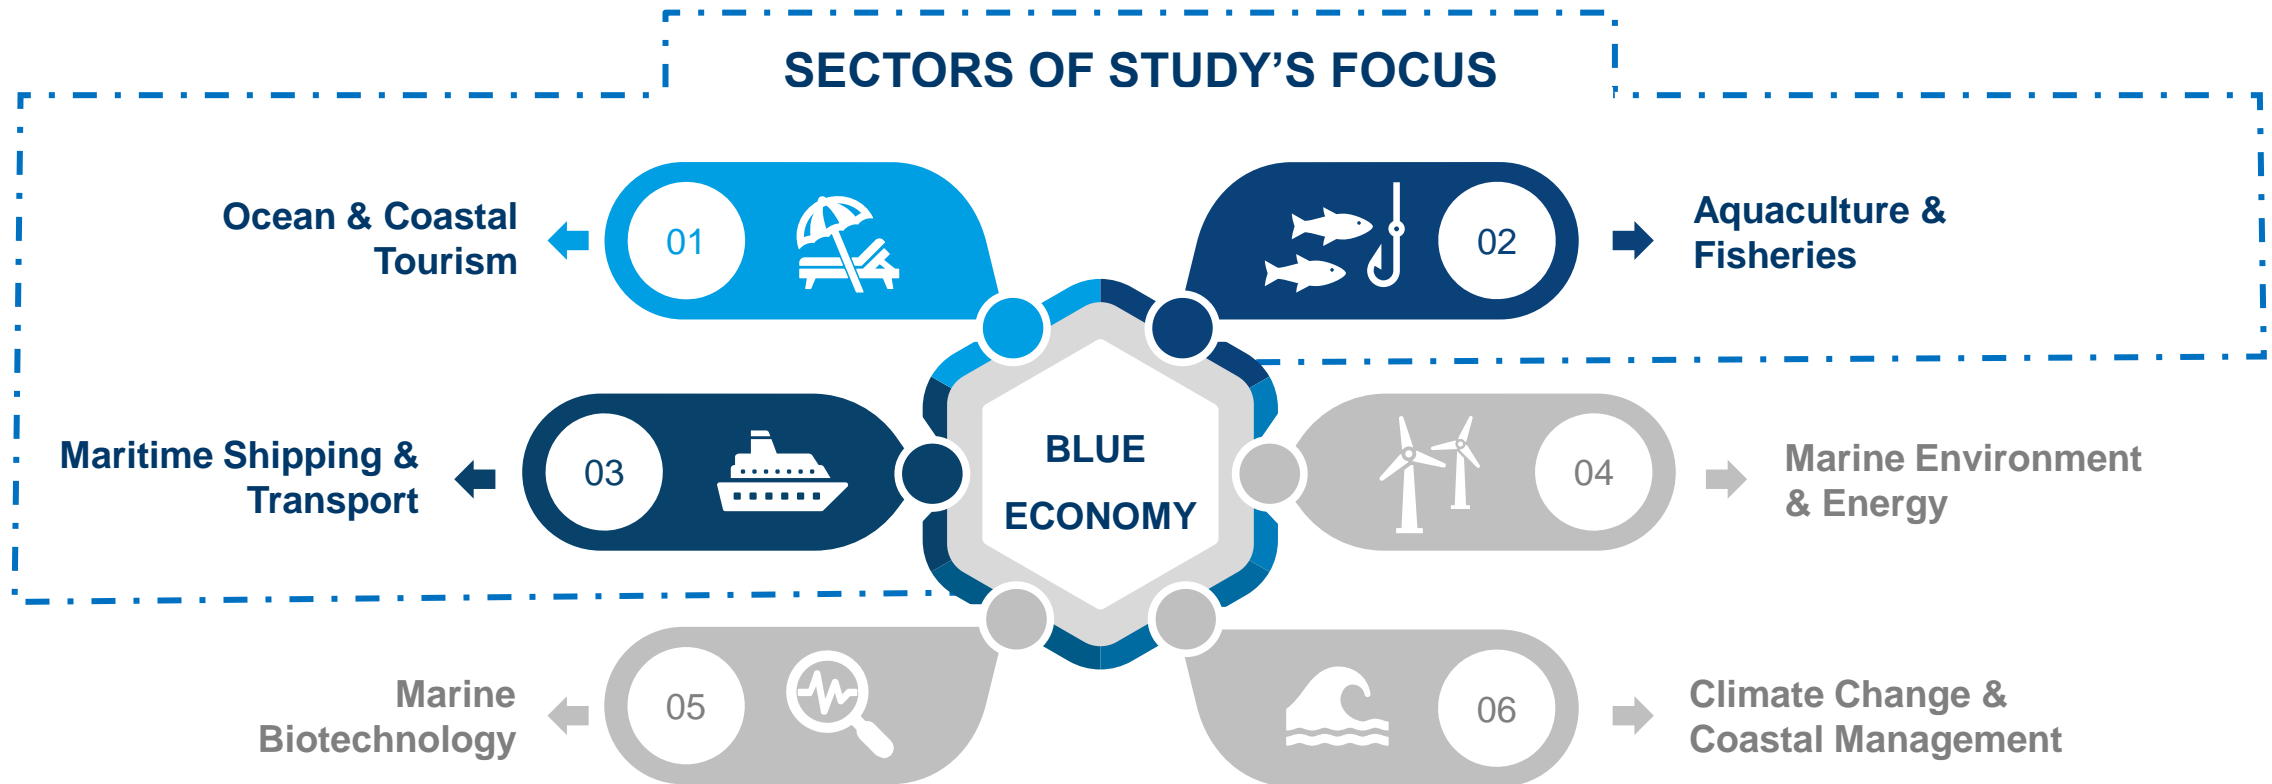 SECTORS OF STUDY’S FOCUS
Ocean & Coastal
Tourism
01
02
Aquaculture &
Fisheries
Maritime Shipping &
Transport
03
BLUE
ECONOMY
04
Marine Environment
& Energy
Marine
Biotechnology
05
06
Climate Change &
Coastal Management